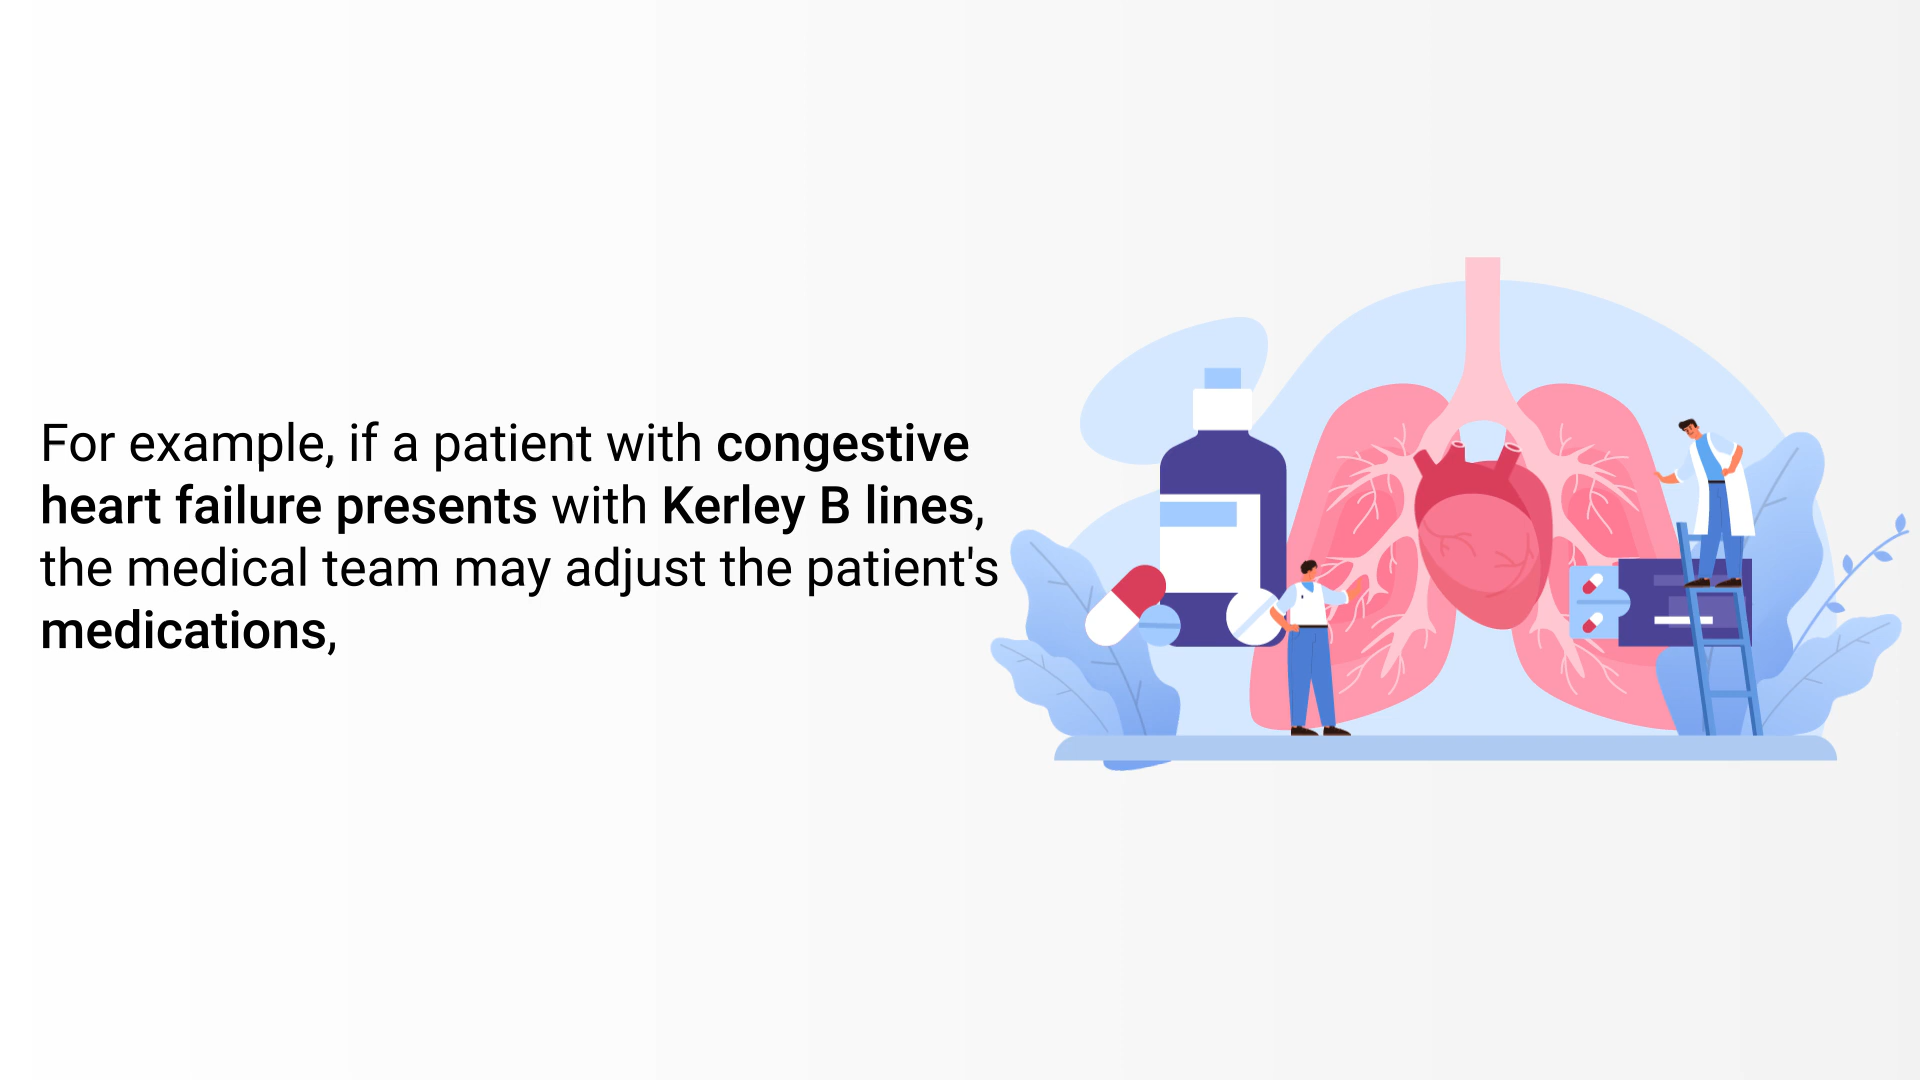 For example, if a patient with congestive
heart failure presents with Kerley B lines,
the medical team may adjust the patient's
medications,